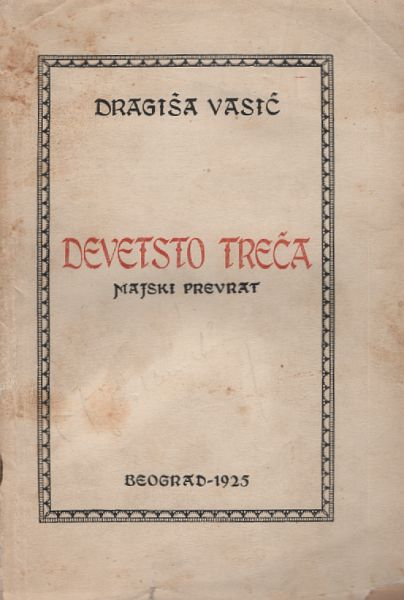 DRAGIŠA VASIĆ
DEVETSTO TREĆA
MAJSKI PREVRAT
BEOGRAD-1925